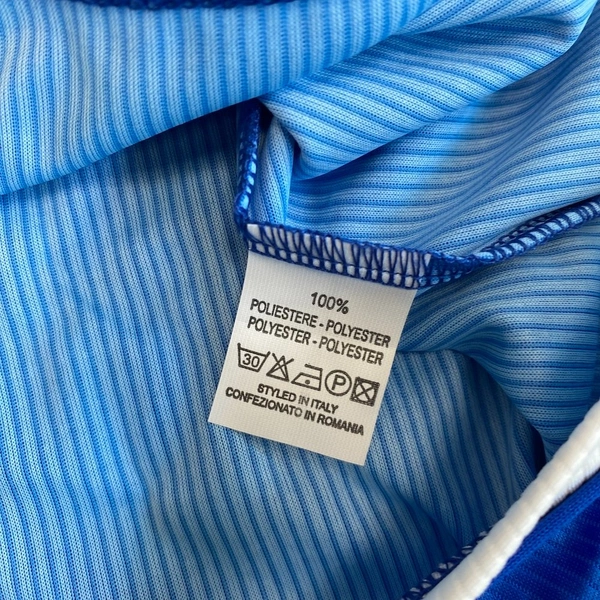 100%
POLIESTERE - POLYESTER
POLYESTER - POLYESTER
30 P
STYLED IN ITALY
CONFEZIONATO IN ROMANIA